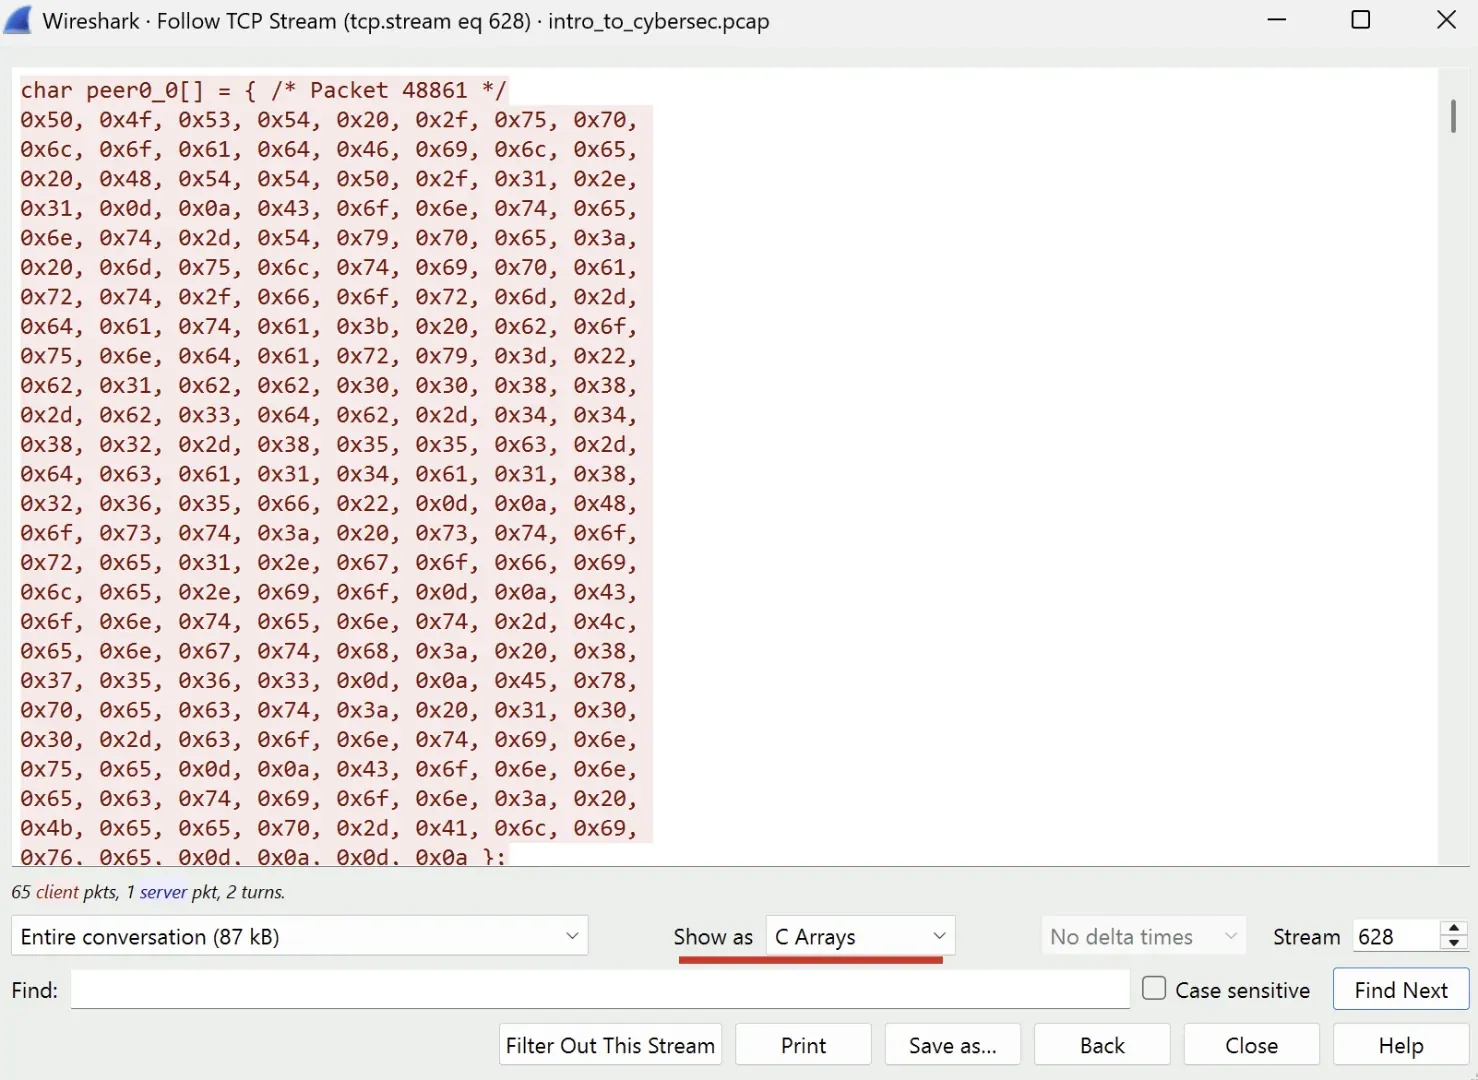 Wireshark · Follow TCP Stream (tcp.stream eq 628) · intro_to_cybersec.pcap
char peer0_0[] = { /* Packet 48861 */
0x50, 0x4f, 0x53, 0x54, 0x20, 0x2f, 0x75, 0x70,
0x6c, 0x6f, 0x61, 0x64, 0x46, 0x69, 0x6c, 0x65,
0x20, 0x48, 0x54, 0x54, 0x50, 0x2f, 0x31, 0x2e,
0x31, 0x0d, 0x0a, 0x43, 0x6f, 0x6e, 0x74, 0x65,
0x6e, 0x74, 0x2d, 0x54, 0x79, 0x70, 0x65, 0x3a,
0x20, 0x6d, 0x75, 0x6c, 0x74, 0x69, 0x70, 0x61,
0x72, 0x74, 0x2f, 0x66, 0x6f, 0x72, 0x6d, 0x2d,
0x64, 0x61, 0x74, 0x61, 0x3b, 0x20, 0x62, 0x6f,
0x75, 0x6e, 0x64, 0x61, 0x72, 0x79, 0x3d, 0x22,
0x62, 0x31, 0x62, 0x62, 0x30, 0x30, 0x38, 0x38,
0x2d, 0x62, 0x33, 0x64, 0x62, 0x2d, 0x34, 0x34,
0x38, 0x32, 0x2d, 0x38, 0x35, 0x35, 0x63, 0x2d,
0x64, 0x63, 0x61, 0x31, 0x34, 0x61, 0x31, 0x38,
0x32, 0x36, 0x35, 0x66, 0x22, 0x0d, 0x0a, 0x48,
0x6f, 0x73, 0x74, 0x3a, 0x20, 0x73, 0x74, 0x6f,
0x72, 0x65, 0x31, 0x2e, 0x67, 0x6f, 0x66, 0x69,
0x6c, 0x65, 0x2e, 0x69, 0x6f, 0x0d, 0x0a, 0x43,
0x6f, 0x6e, 0x74, 0x65, 0x6e, 0x74, 0x2d, 0x4c,
0x65, 0x6e, 0x67, 0x74, 0x68, 0x3a, 0x20, 0x38,
0x37, 0x35, 0x36, 0x33, 0x0d, 0x0a, 0x45, 0x78,
0x70, 0x65, 0x63, 0x74, 0x3a, 0x20, 0x31, 0x30,
0x30, 0x2d, 0x63, 0x6f, 0x6e, 0x74, 0x69, 0x6e,
0x75, 0x65, 0x0d, 0x0a, 0x43, 0x6f, 0x6e, 0x6e,
0x65, 0x63, 0x74, 0x69, 0x6f, 0x6e, 0x3a, 0x20,
0x4b, 0x65, 0x65, 0x70, 0x2d, 0x41, 0x6c, 0x69,
0x76, 0x65, 0x0d, 0x0a, 0x0d, 0x0a };
65 client pkts, 1 server pkt, 2 turns.
Entire conversation (87 kB) Show as C Arrays No delta times Stream 628
Find: Case sensitive Find Next
Filter Out This Stream Print Save as... Back Close Help